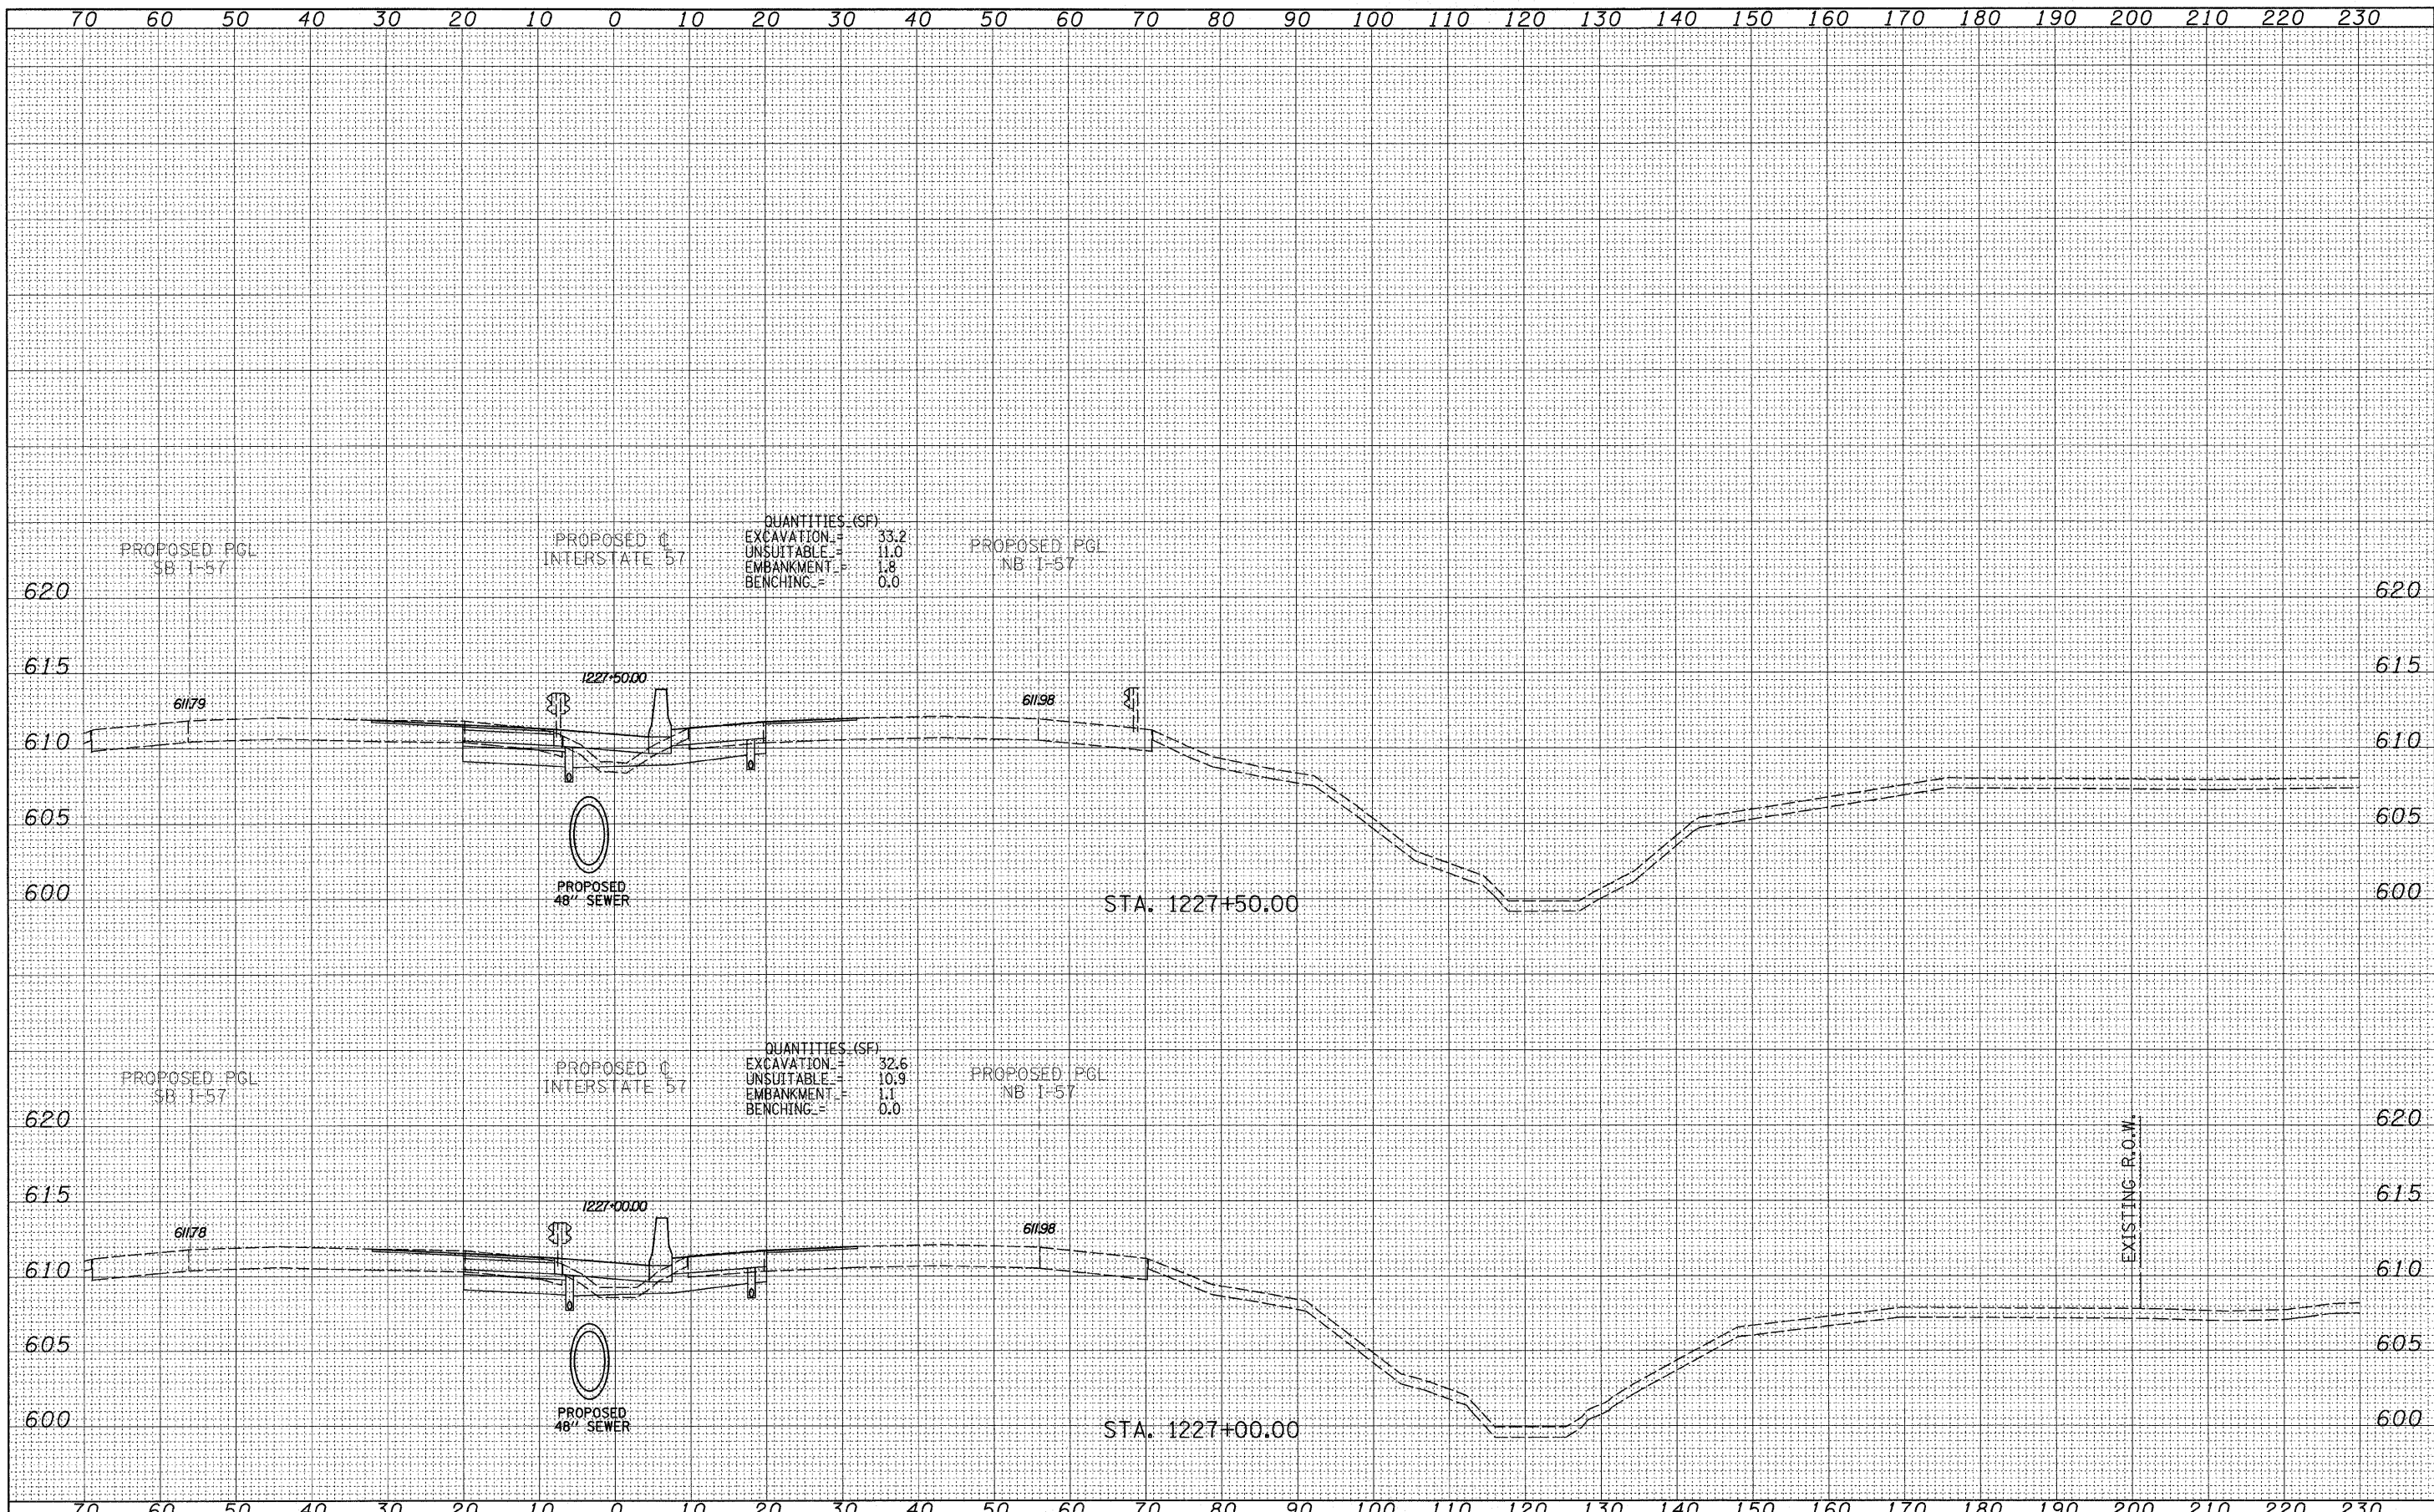 70 60 50 40 30 20 10 0 10 20 30 40 50 60 70 80 90 100 110 120 130 140 150 160 170 180 190 200 210 220 230
PROPOSED PGL
SB I-57
PROPOSED ℄
INTERSTATE 57
QUANTITIES (SF)
EXCAVATION = 33.2
UNSUITABLE = 11.0
EMBANKMENT = 1.8
BENCHING = 0.0
PROPOSED PGL
NB I-57
620 620
615 615
1227+50.00
611.79 611.98
610 610
605 605
PROPOSED
48" SEWER
600 600
STA. 1227+50.00
PROPOSED PGL
SB I-57
PROPOSED ℄
INTERSTATE 57
QUANTITIES (SF)
EXCAVATION = 32.6
UNSUITABLE = 10.9
EMBANKMENT = 1.1
BENCHING = 0.0
PROPOSED PGL
NB I-57
620 620
EXISTING R.O.W.
615 615
1227+00.00
611.78 611.98
610 610
605 605
PROPOSED
48" SEWER
600 600
STA. 1227+00.00
70 60 50 40 30 20 10 0 10 20 30 40 50 60 70 80 90 100 110 120 130 140 150 160 170 180 190 200 210 220 230